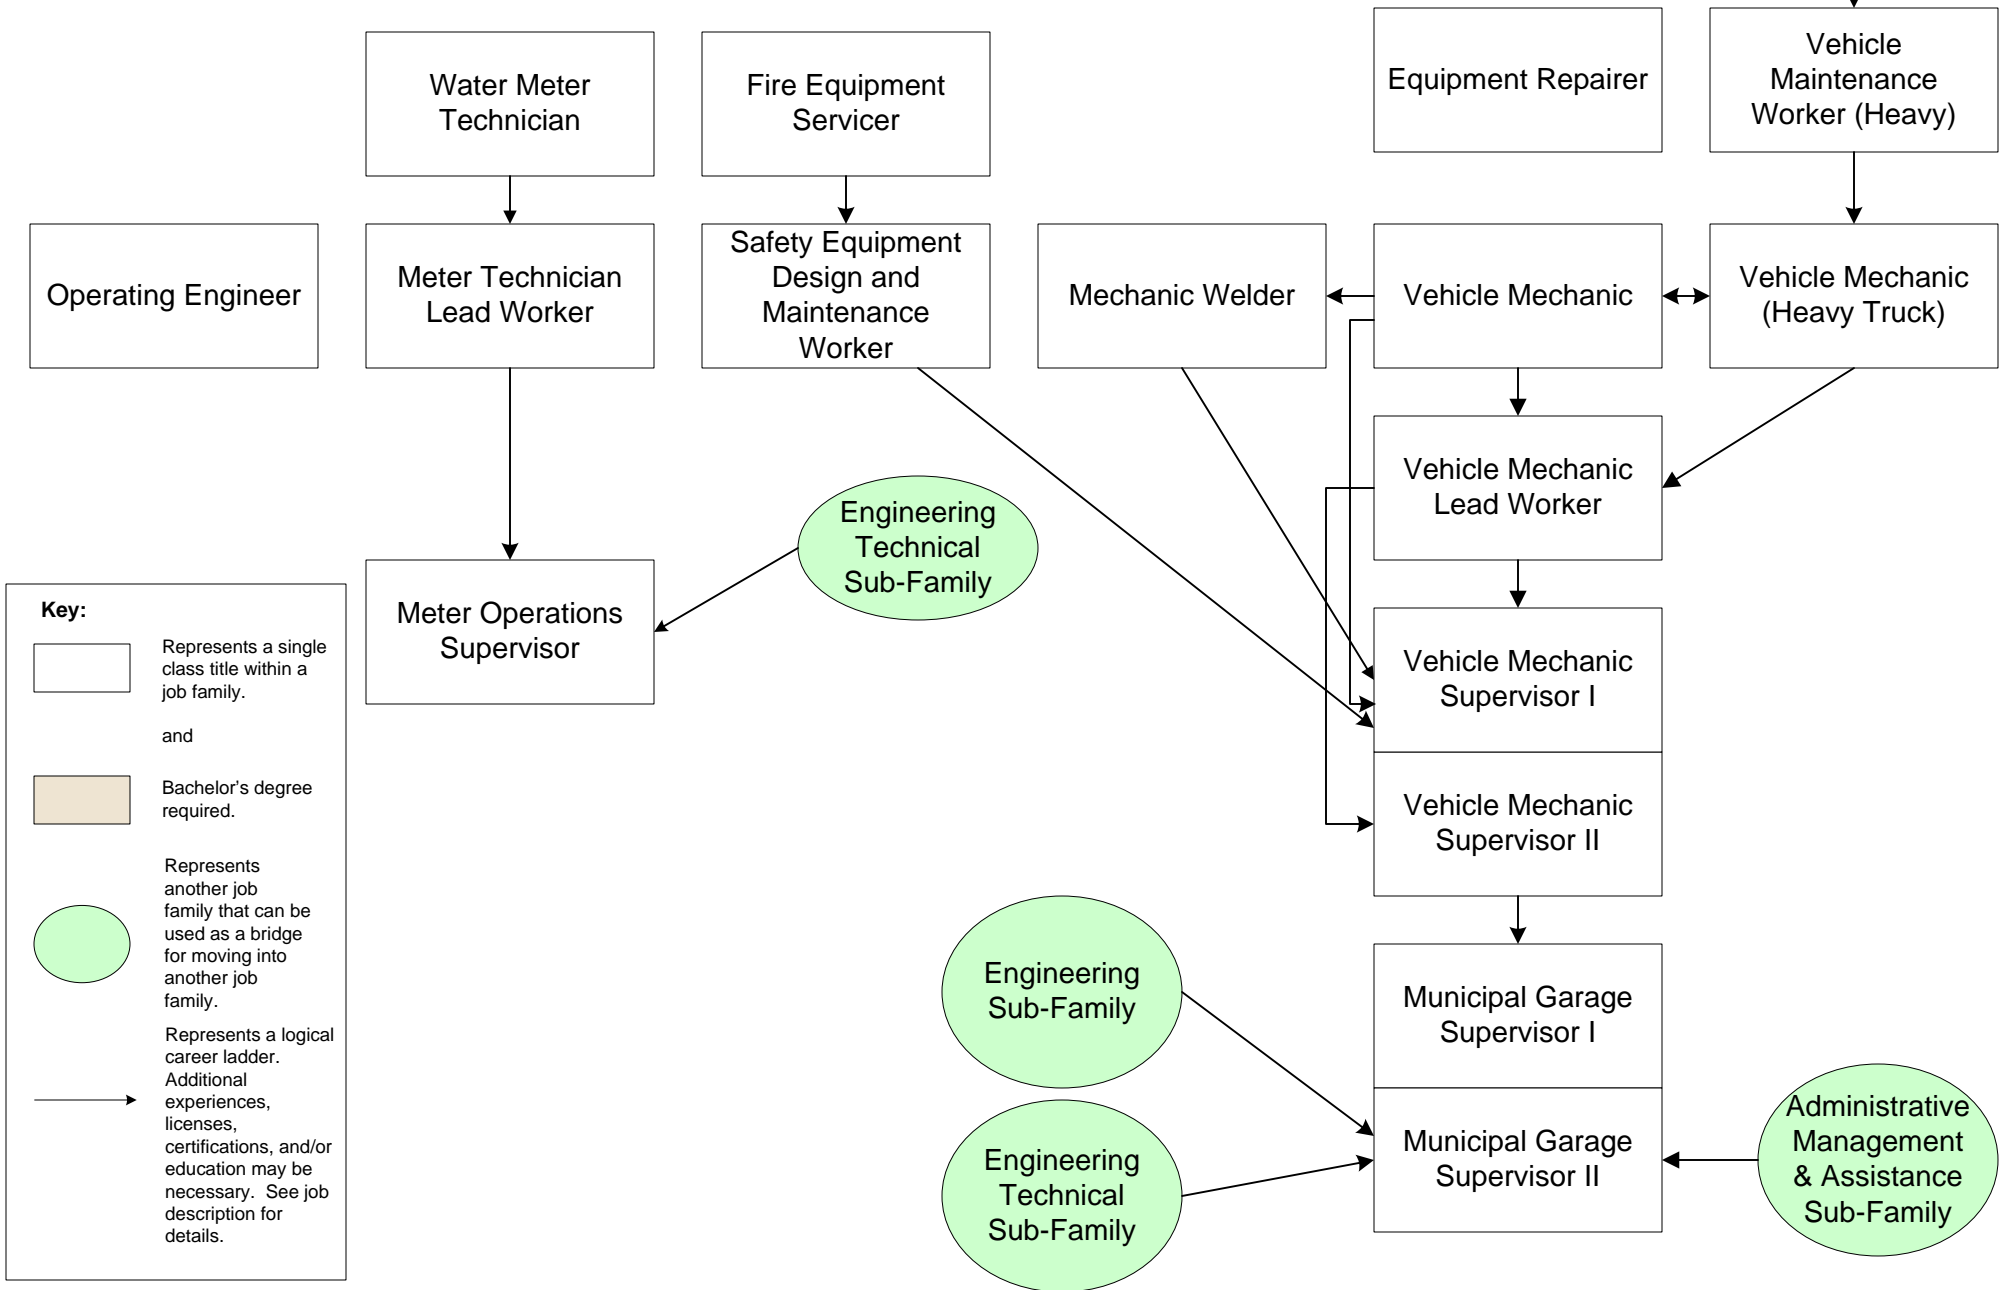 Water Meter
Technician
Fire Equipment
Servicer
Equipment Repairer
Vehicle
Maintenance
Worker (Heavy)
Operating Engineer
Meter Technician
Lead Worker
Safety Equipment
Design and
Maintenance
Worker
Mechanic Welder
Vehicle Mechanic
Vehicle Mechanic
(Heavy Truck)
Vehicle Mechanic
Lead Worker
Engineering
Technical
Sub-Family
Meter Operations
Supervisor
Vehicle Mechanic
Supervisor I
Vehicle Mechanic
Supervisor II
Engineering
Sub-Family
Municipal Garage
Supervisor I
Engineering
Technical
Sub-Family
Municipal Garage
Supervisor II
Administrative
Management
& Assistance
Sub-Family
Key:
Represents a single
class title within a
job family.
and
Bachelor's degree
required.
Represents
another job
family that can be
used as a bridge
for moving into
another job
family.
Represents a logical
career ladder.
Additional
experiences,
licenses,
certifications, and/or
education may be
necessary.  See job
description for
details.